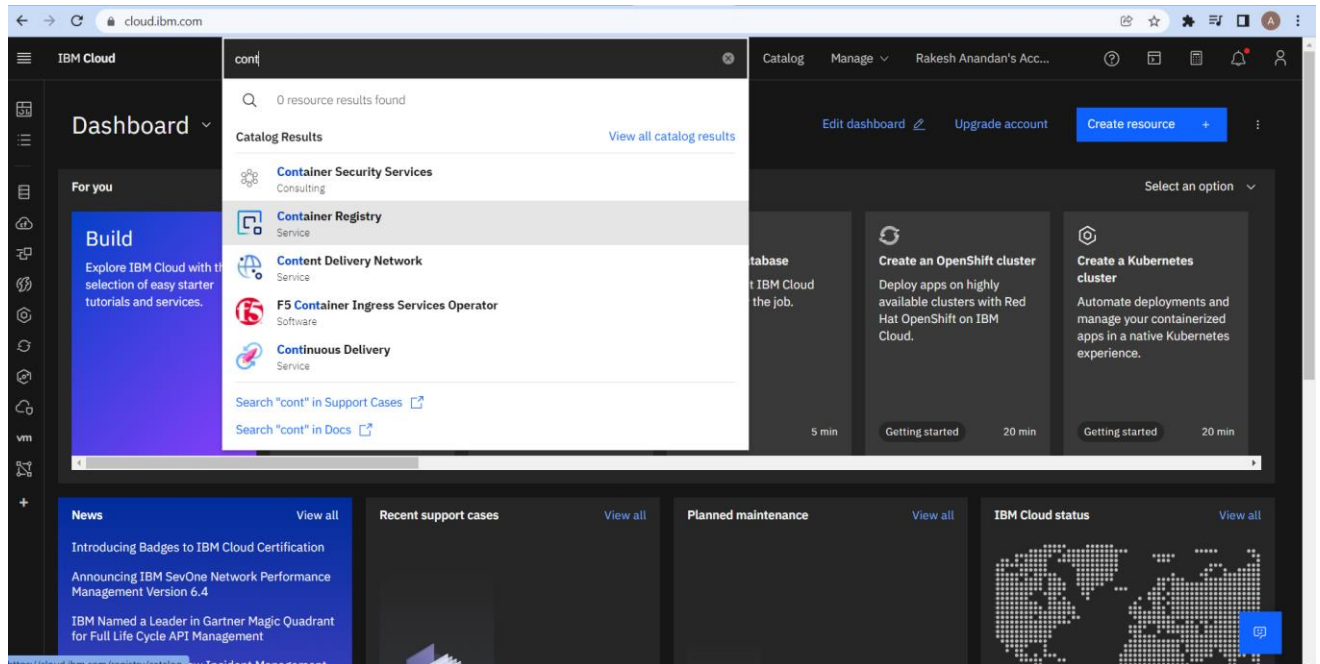 cloud.ibm.com
A
IBM Cloud
cont
Catalog
Manage
Rakesh Anandan's Acc...
0 resource results found
Dashboard
Edit dashboard
Upgrade account
Create resource +
Catalog Results
View all catalog results
Container Security Services
Consulting
For you
Select an option
Container Registry
Service
Build
Explore IBM Cloud with
selection of easy starter
tutorials and services.
Content Delivery Network
Service
F5 Container Ingress Services Operator
Software
Continuous Delivery
Service
Search "cont" in Support Cases
Search "cont" in Docs
IBM Cloud
the job.
5 min
Create an OpenShift cluster
Deploy apps on highly
available clusters with Red
Hat OpenShift on IBM
Cloud.
Getting started
20 min
Create a Kubernetes
cluster
Automate deployments and
manage your containerized
apps in a native Kubernetes
experience.
Getting started
20 min
vm
News
View all
Introducing Badges to IBM Cloud Certification
Announcing IBM SevOne Network Performance
Management Version 6.4
IBM Named a Leader in Gartner Magic Quadrant
for Full Life Cycle API Management
Recent support cases
View all
Planned maintenance
View all
IBM Cloud status
View all